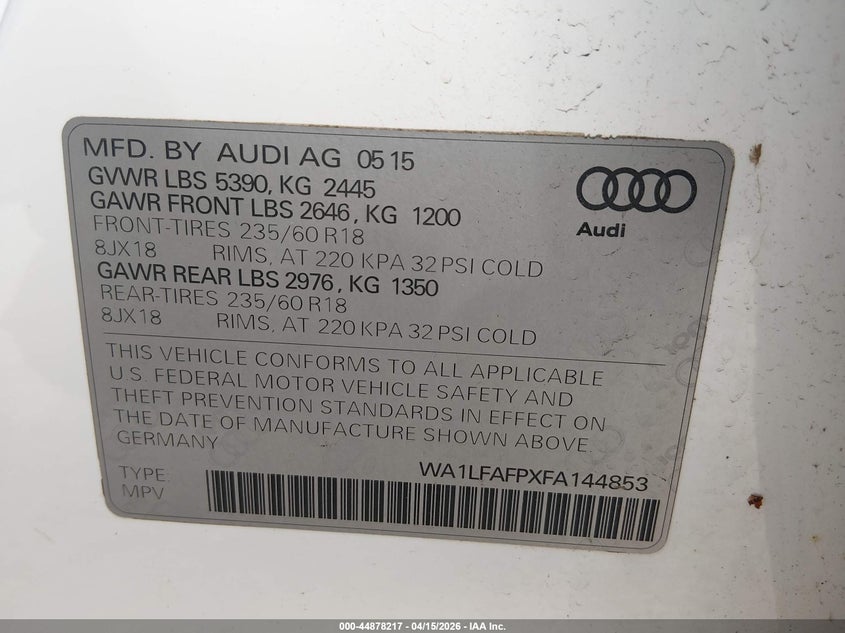 MFD. BY AUDI AG 05 15
GVWR LBS 5390, KG 2445
GAWR FRONT LBS 2646, KG 1200
FRONT-TIRES 235/60 R18
8JX18 RIMS, AT 220 KPA 32 PSI COLD
GAWR REAR LBS 2976, KG 1350
REAR-TIRES 235/60 R18
8JX18 RIMS, AT 220 KPA 32 PSI COLD
Audi
THIS VEHICLE CONFORMS TO ALL APPLICABLE
U.S. FEDERAL MOTOR VEHICLE SAFETY AND
THEFT PREVENTION STANDARDS IN EFFECT ON
THE DATE OF MANUFACTURE SHOWN ABOVE.
GERMANY
WA1LFAFPXFA144853
TYPE:
MPV
000-44878217 - 04/15/2026 - IAA Inc.